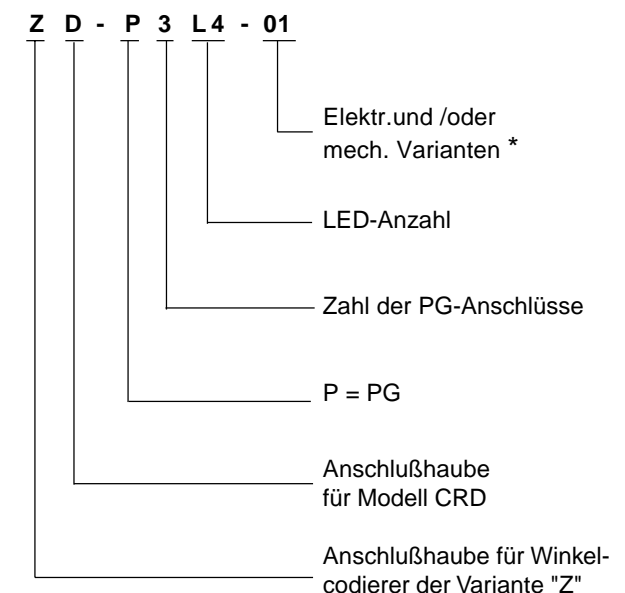 Z D - P 3 L4 - 01
Elektr.und /oder
mech. Varianten *
LED-Anzahl
Zahl der PG-Anschlüsse
P = PG
Anschlußhaube
für Modell CRD
Anschlußhaube für Winkel-
codierer der Variante "Z"